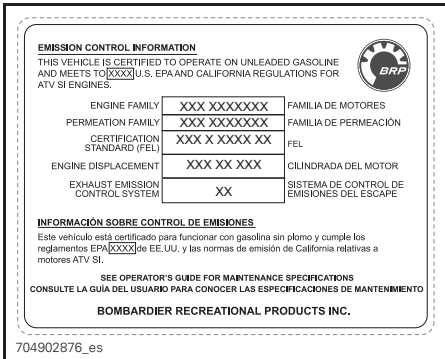 EMISSION CONTROL INFORMATION
THIS VEHICLE IS CERTIFIED TO OPERATE ON UNLEADED GASOLINE
AND MEETS TO XXXX U.S. EPA AND CALIFORNIA REGULATIONS FOR
ATV SI ENGINES.
BRP
ENGINE FAMILY XXX XXXXXXX FAMILIA DE MOTORES
PERMEATION FAMILY XXX XXXXXXX FAMILIA DE PERMEACIÓN
CERTIFICATION
STANDARD (FEL) XXX X XXXX XX FEL
ENGINE DISPLACEMENT XXX XX XXX CILINDRADA DEL MOTOR
EXHAUST EMISSION
CONTROL SYSTEM XX SISTEMA DE CONTROL DE
EMISIONES DEL ESCAPE
INFORMACIÓN SOBRE CONTROL DE EMISIONES
Este vehículo está certificado para funcionar con gasolina sin plomo y cumple los
reglamentos EPA XXXX de EE.UU. y las normas de emisión de California relativas a
motores ATV SI.
SEE OPERATOR'S GUIDE FOR MAINTENANCE SPECIFICATIONS
CONSULTE LA GUÍA DEL USUARIO PARA CONOCER LAS ESPECIFICACIONES DE MANTENIMIENTO
BOMBARDIER RECREATIONAL PRODUCTS INC.
704902876_es